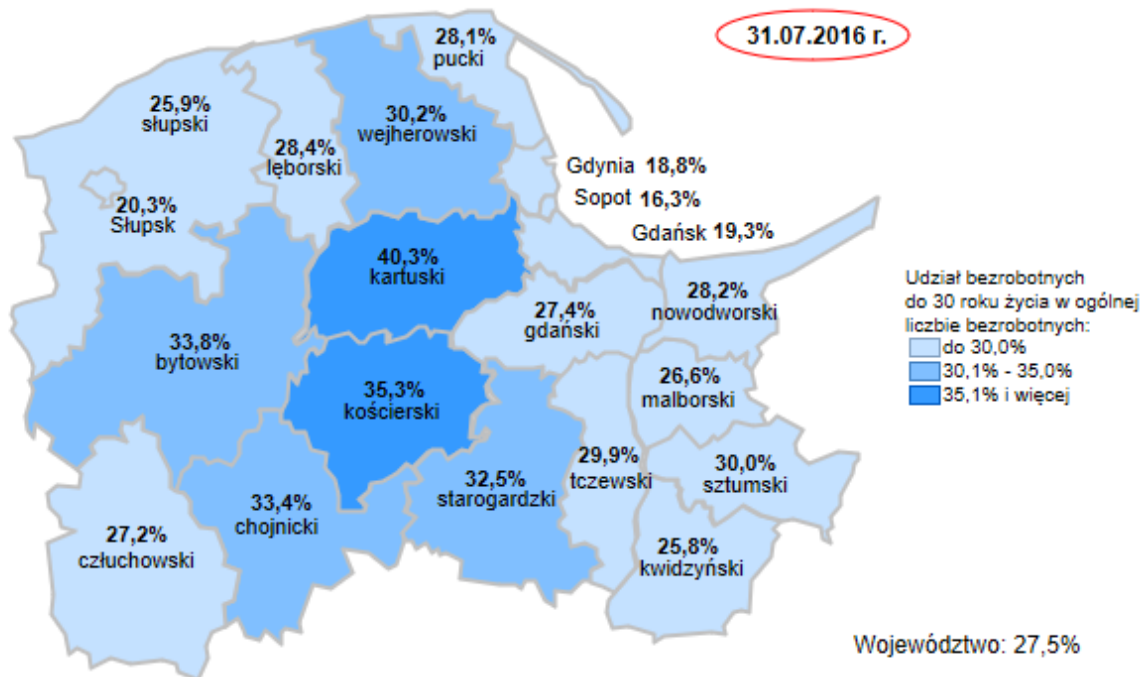 31.07.2016 r.
28,1%
pucki
25,9%
słupski
30,2%
wejherowski
28,4%
lęborski
Gdynia 18,8%
Sopot 16,3%
Gdańsk 19,3%
20,3%
Słupsk
40,3%
kartuski
27,4%
gdański
28,2%
nowodworski
33,8%
bytowski
35,3%
kościerski
26,6%
malborski
29,9%
tczewski
30,0%
sztumski
32,5%
starogardzki
33,4%
chojnicki
27,2%
człuchowski
25,8%
kwidzyński
Udział bezrobotnych
do 30 roku życia w ogólnej
liczbie bezrobotnych:
do 30,0%
30,1% - 35,0%
35,1% i więcej
Województwo: 27,5%